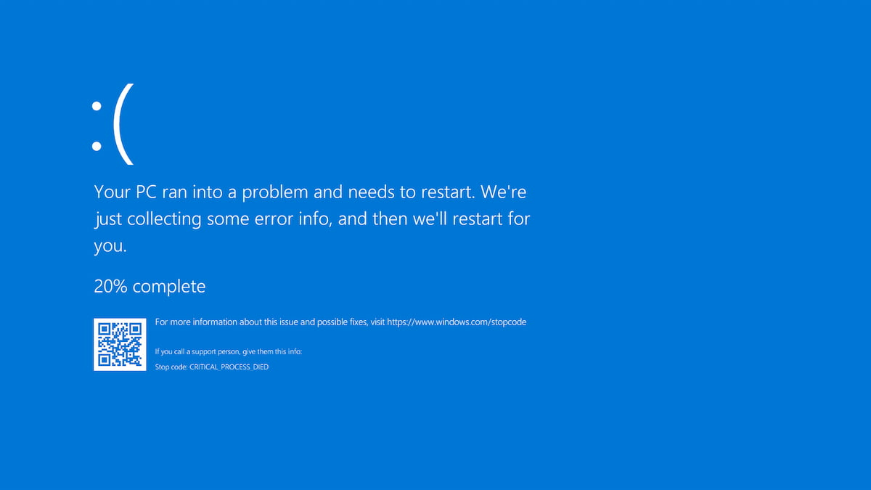 :(
Your PC ran into a problem and needs to restart. We're
just collecting some error info, and then we'll restart for
you.
20% complete
For more information about this issue and possible fixes, visit https://www.windows.com/stopcode
If you call a support person, give them this info:
Stop code: CRITICAL_PROCESS_DIED